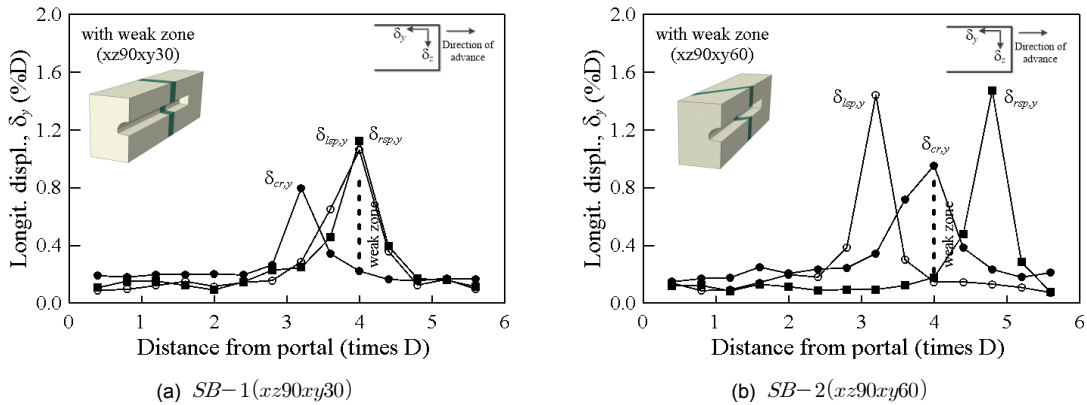 2.0
1.6
1.2
0.8
0.4
0.0
Longit. displ., δy (%D)
with weak zone
(xz90xy30)
δy
δz
Direction of
advance
δlsp,y
δrsp,y
δcr,y
weak zone
0 1 2 3 4 5 6
Distance from portal (times D)
(a) SB−1(xz90xy30)
2.0
1.6
1.2
0.8
0.4
0.0
Longit. displ., δy (%D)
with weak zone
(xz90xy60)
δy
δz
Direction of
advance
δlsp,y
δrsp,y
δcr,y
weak zone
0 1 2 3 4 5 6
Distance from portal (times D)
(b) SB−2(xz90xy60)